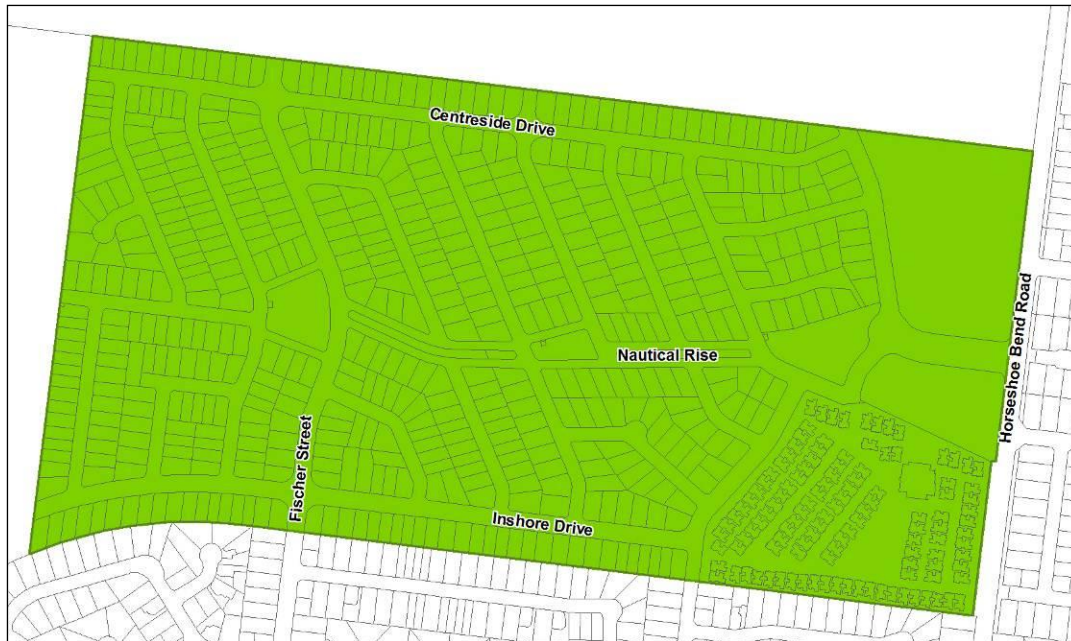 Centreside Drive
Nautical Rise
Horseshoe Bend Road
Fischer Street
Inshore Drive